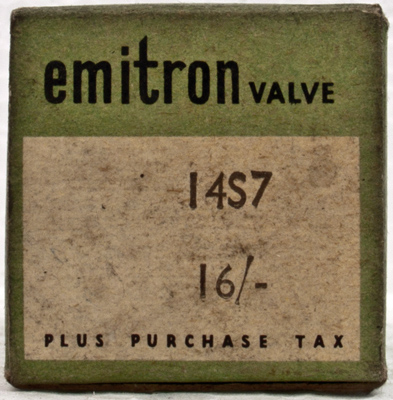 emitron VALVE
14S7
16/-
PLUS PURCHASE TAX